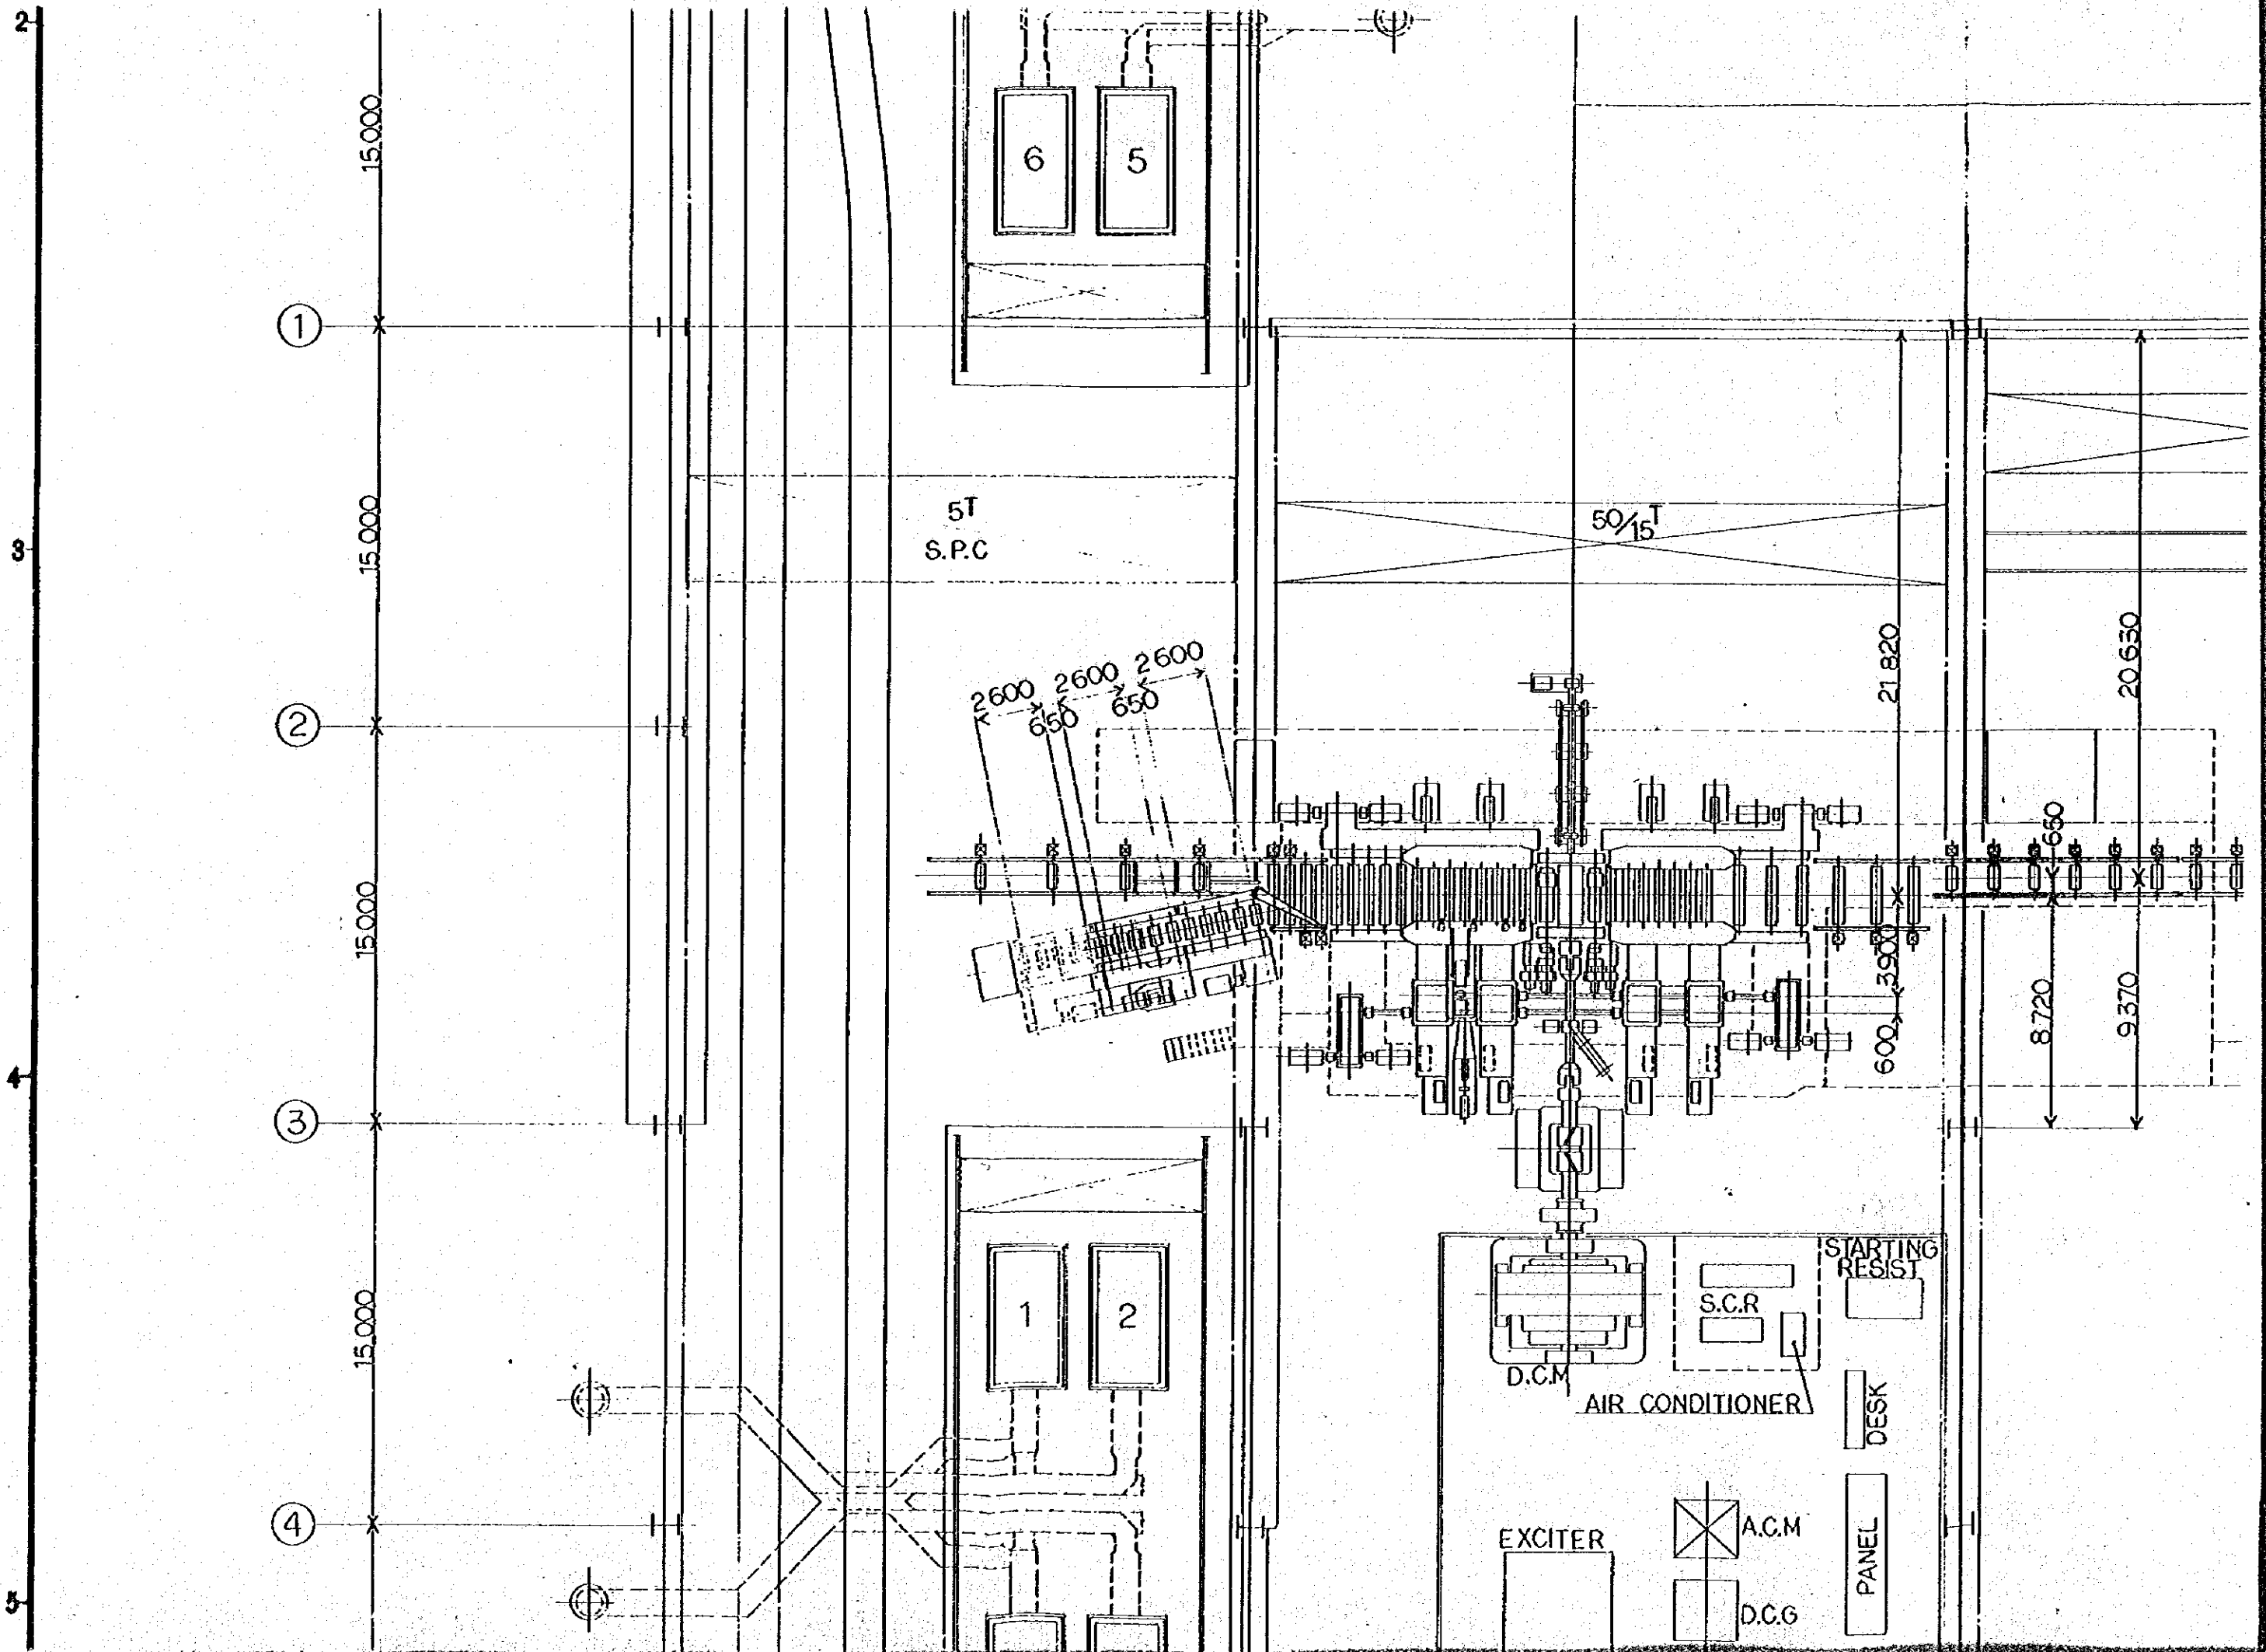 2
15.000
6
5
1
15.000
5T
S.P.C
50/15T
3
21.820
20.630
2600
2600
2600
650
650
2
650
15.000
3900
600
8.720
9.370
4
3
STARTING
RESIST
S.C.R
1
2
15.000
D.C.M
AIR CONDITIONER
DESK
4
EXCITER
A.C.M
PANEL
5
D.C.G